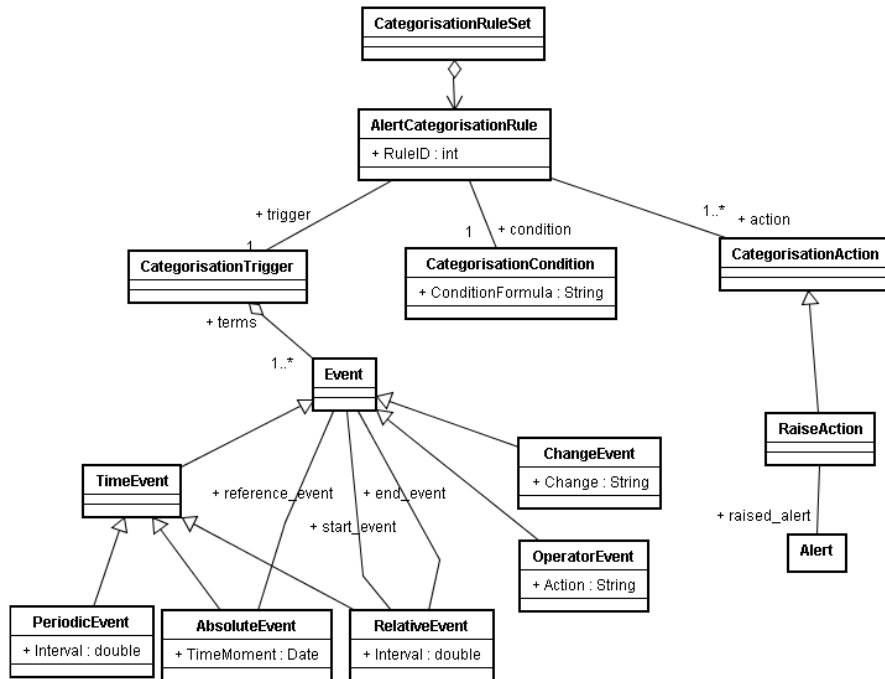 CategorisationRuleSet
AlertCategorisationRule
+ RuleID : int
+ trigger
1
1
+ condition
1..*
+ action
CategorisationTrigger
CategorisationCondition
+ ConditionFormula : String
CategorisationAction
+ terms
1..*
Event
RaiseAction
ChangeEvent
+ Change : String
TimeEvent
+ reference_event
+ end_event
+ start_event
+ raised_alert
Alert
OperatorEvent
+ Action : String
PeriodicEvent
+ Interval : double
AbsoluteEvent
+ TimeMoment : Date
RelativeEvent
+ Interval : double